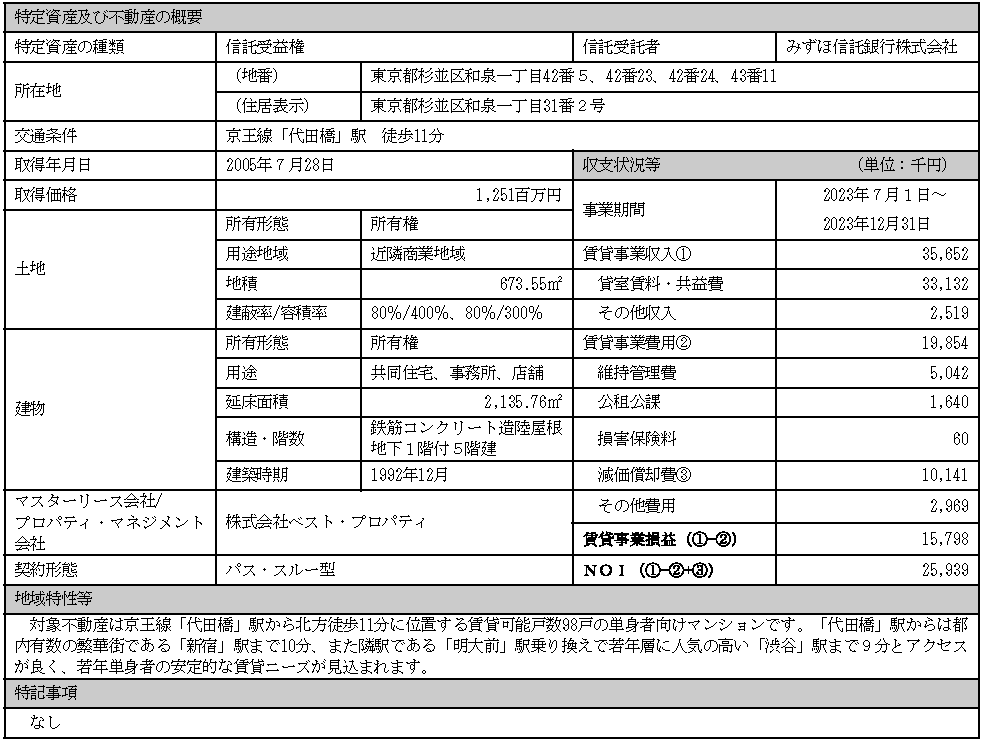 特定資産及び不動産の概要
特定資産の種類 信託受益権 信託受託者 みずほ信託銀行株式会社
所在地 (地番) 東京都杉並区和泉一丁目42番5、42番23、42番24、43番11
(住居表示) 東京都杉並区和泉一丁目31番2号
交通条件 京王線「代田橋」駅 徒歩11分
取得年月日 2005年7月28日 収支状況等 (単位:千円)
取得価格 1,251百万円 事業期間 2023年7月1日~
2023年12月31日
土地 所有形態 所有権
用途地域 近隣商業地域 賃貸事業収入① 35,652
地積 673.55㎡ 貸室賃料・共益費 33,132
建蔽率/容積率 80%/400%、80%/300% その他収入 2,519
建物 所有形態 所有権 賃貸事業費用② 19,854
用途 共同住宅、事務所、店舗 維持管理費 5,042
延床面積 2,135.76㎡ 公租公課 1,640
構造・階数 鉄筋コンクリート造陸屋根
地下1階付5階建 損害保険料 60
建築時期 1992年12月 減価償却費③ 10,141
マスターリース会社/
プロパティ・マネジメント
会社 株式会社ベスト・プロパティ その他費用 2,969
賃貸事業損益(①-②) 15,798
契約形態 パス・スルー型 NOI(①-②+③) 25,939
地域特性等
対象不動産は京王線「代田橋」駅から北方徒歩11分に位置する賃貸可能戸数98戸の単身者向けマンションです。「代田橋」駅からは都
内有数の繁華街である「新宿」駅まで10分、また隣駅である「明大前」駅乗り換えで若年層に人気の高い「渋谷」駅まで9分とアクセス
が良く、若年単身者の安定的な賃貸ニーズが見込まれます。
特記事項
なし